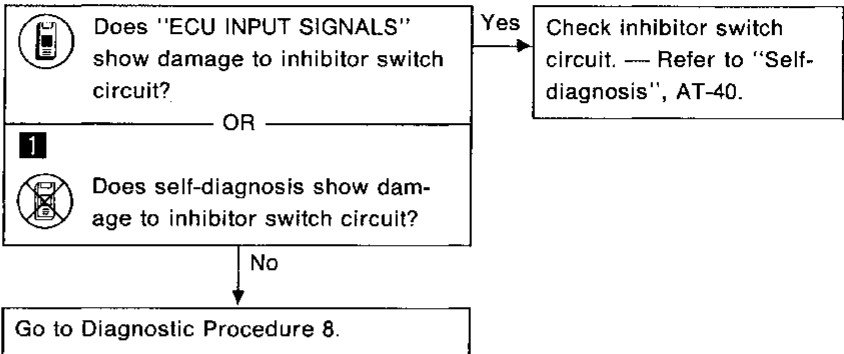 Does "ECU INPUT SIGNALS"
show damage to inhibitor switch
circuit?
Yes
Check inhibitor switch
circuit. — Refer to "Self-
diagnosis", AT-40.
OR
1
Does self-diagnosis show dam-
age to inhibitor switch circuit?
No
Go to Diagnostic Procedure 8.